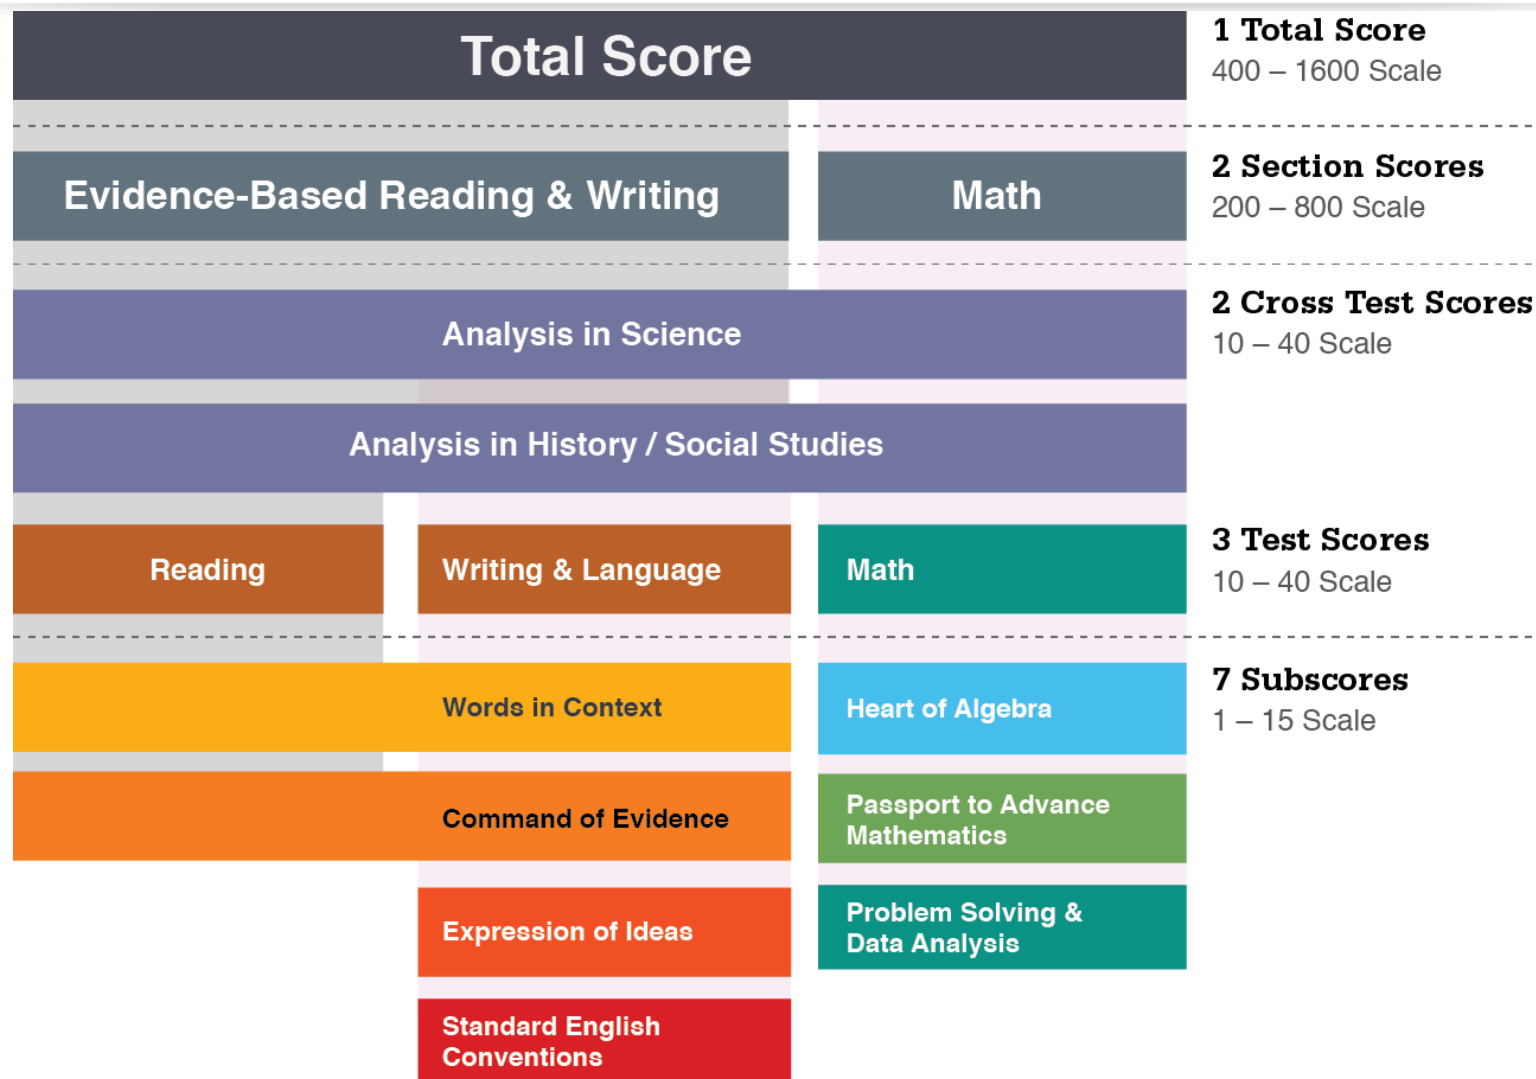 Total Score
1 Total Score
400 – 1600 Scale
Evidence-Based Reading & Writing
Math
2 Section Scores
200 – 800 Scale
Analysis in Science
2 Cross Test Scores
10 – 40 Scale
Analysis in History / Social Studies
Reading
Writing & Language
Math
3 Test Scores
10 – 40 Scale
Words in Context
Heart of Algebra
7 Subscores
1 – 15 Scale
Command of Evidence
Passport to Advance
Mathematics
Expression of Ideas
Problem Solving &
Data Analysis
Standard English
Conventions